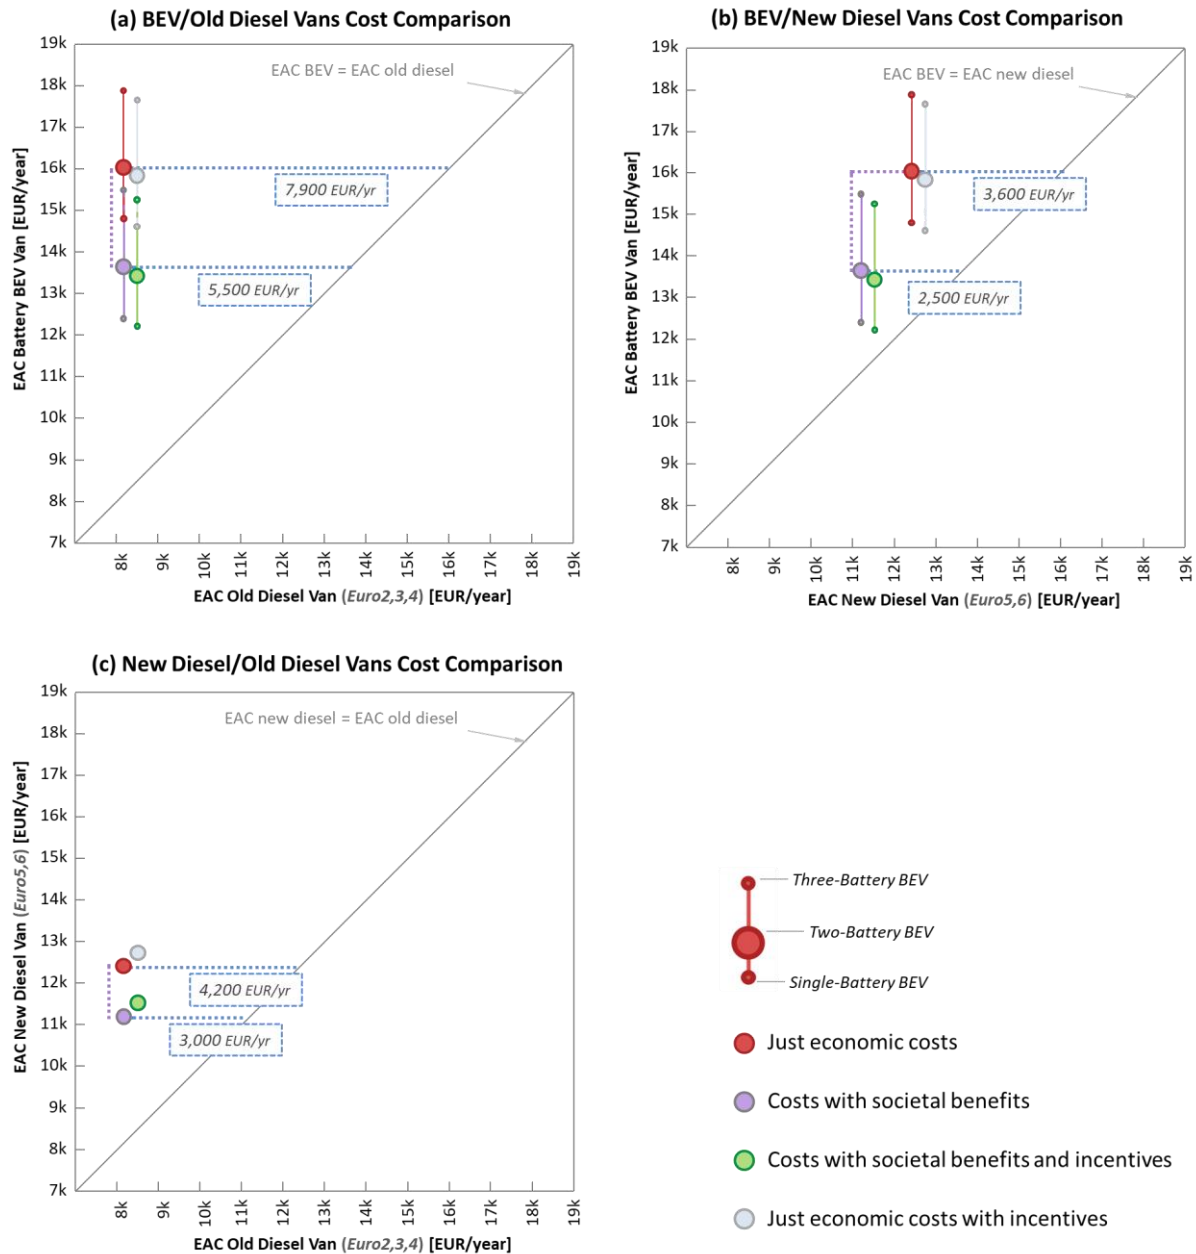 (a) BEV/Old Diesel Vans Cost Comparison
EAC Battery BEV Van [EUR/year]
19k
18k
17k
16k
15k
14k
13k
12k
11k
10k
9k
8k
7k
EAC BEV = EAC old diesel
7,900 EUR/yr
5,500 EUR/yr
8k
9k
10k
11k
12k
13k
14k
15k
16k
17k
18k
19k
EAC Old Diesel Van (Euro2,3,4) [EUR/year]
(b) BEV/New Diesel Vans Cost Comparison
EAC Battery BEV Van [EUR/year]
19k
18k
17k
16k
15k
14k
13k
12k
11k
10k
9k
8k
7k
EAC BEV = EAC new diesel
3,600 EUR/yr
2,500 EUR/yr
8k
9k
10k
11k
12k
13k
14k
15k
16k
17k
18k
19k
EAC New Diesel Van (Euro5,6) [EUR/year]
(c) New Diesel/Old Diesel Vans Cost Comparison
EAC New Diesel Van (Euro5,6) [EUR/year]
19k
18k
17k
16k
15k
14k
13k
12k
11k
10k
9k
8k
7k
EAC new diesel = EAC old diesel
4,200 EUR/yr
3,000 EUR/yr
8k
9k
10k
11k
12k
13k
14k
15k
16k
17k
18k
19k
EAC Old Diesel Van (Euro2,3,4) [EUR/year]
Three-Battery BEV
Two-Battery BEV
Single-Battery BEV
Just economic costs
Costs with societal benefits
Costs with societal benefits and incentives
Just economic costs with incentives